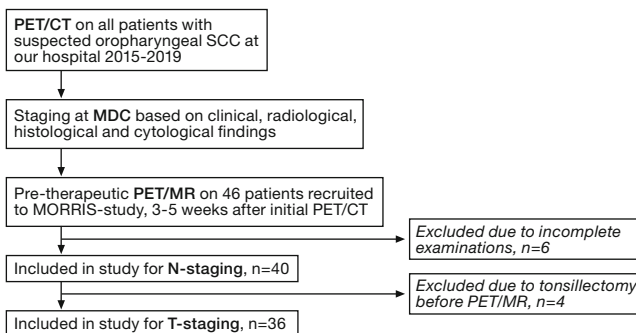 PET/CT on all patients with
suspected oropharyngeal SCC at
our hospital 2015-2019
Staging at MDC based on clinical, radiological,
histological and cytological findings
Pre-therapeutic PET/MR on 46 patients recruited
to MORRIS-study, 3-5 weeks after initial PET/CT
Excluded due to incomplete
examinations, n=6
Included in study for N-staging, n=40
Excluded due to tonsillectomy
before PET/MR, n=4
Included in study for T-staging, n=36